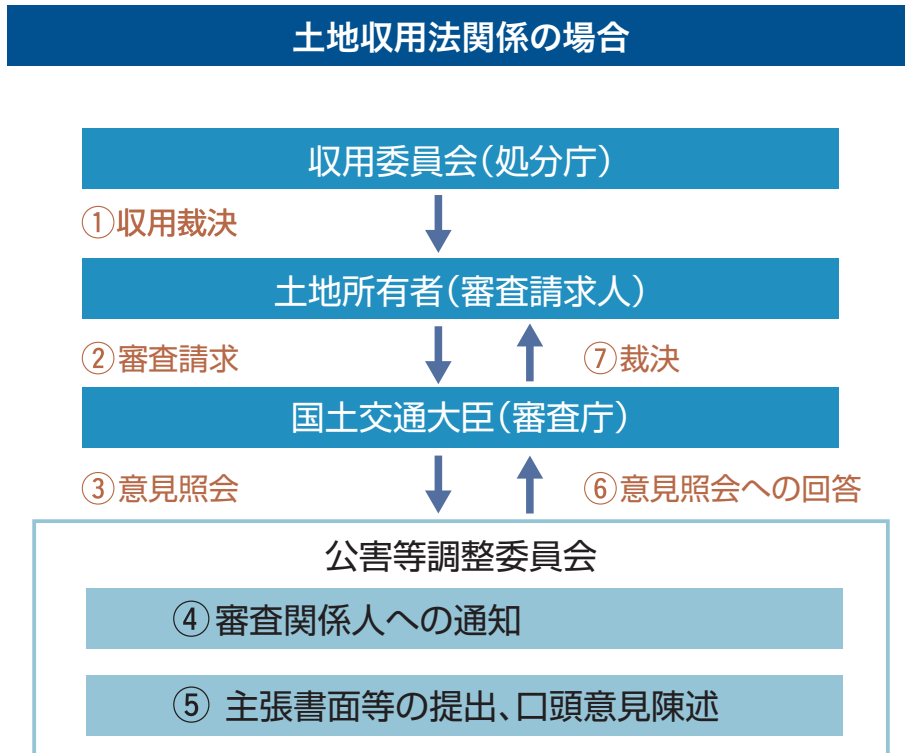 土地収用法関係の場合
収用委員会(処分庁)
①収用裁決
土地所有者(審査請求人)
②審査請求
⑦裁決
国土交通大臣(審査庁)
③意見照会
⑥意見照会への回答
公害等調整委員会
④審査関係人への通知
⑤ 主張書面等の提出、口頭意見陳述